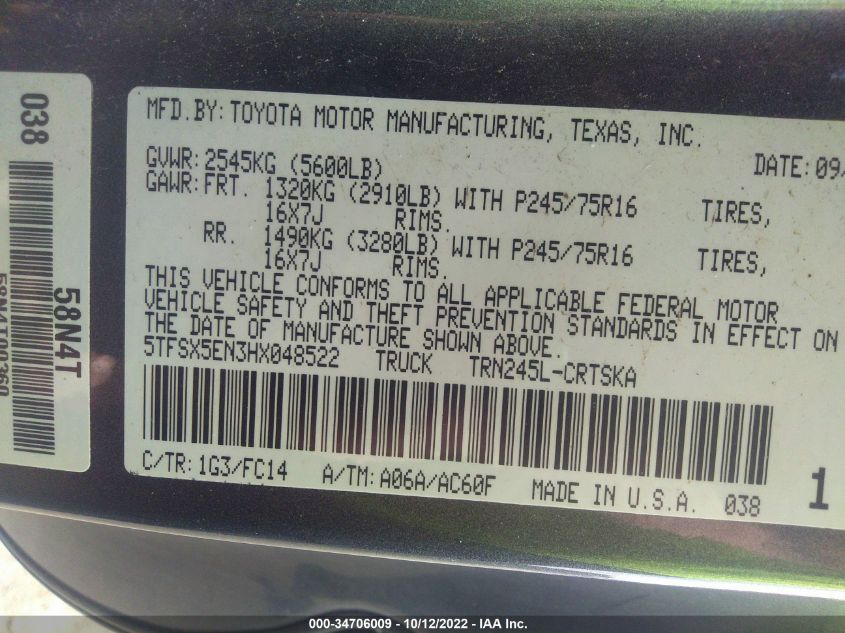 038
58N4T
58N4T00360
MFD.BY:TOYOTA MOTOR MANUFACTURING, TEXAS, INC.
GVWR:2545KG (5600LB) DATE:09/
GAWR:FRT. 1320KG (2910LB) WITH P245/75R16 TIRES,
16X7J RIMS.
RR. 1490KG (3280LB) WITH P245/75R16 TIRES,
16X7J RIMS.
THIS VEHICLE CONFORMS TO ALL APPLICABLE FEDERAL MOTOR
VEHICLE SAFETY AND THEFT PREVENTION STANDARDS IN EFFECT ON
THE DATE OF MANUFACTURE SHOWN ABOVE.
5TFSX5EN3HX048522 TRUCK TRN245L-CRTSKA
C/TR:1G3/FC14 A/TM:A06A/AC60F MADE IN U.S.A. 038 1
000-34706009 - 10/12/2022 - IAA Inc.